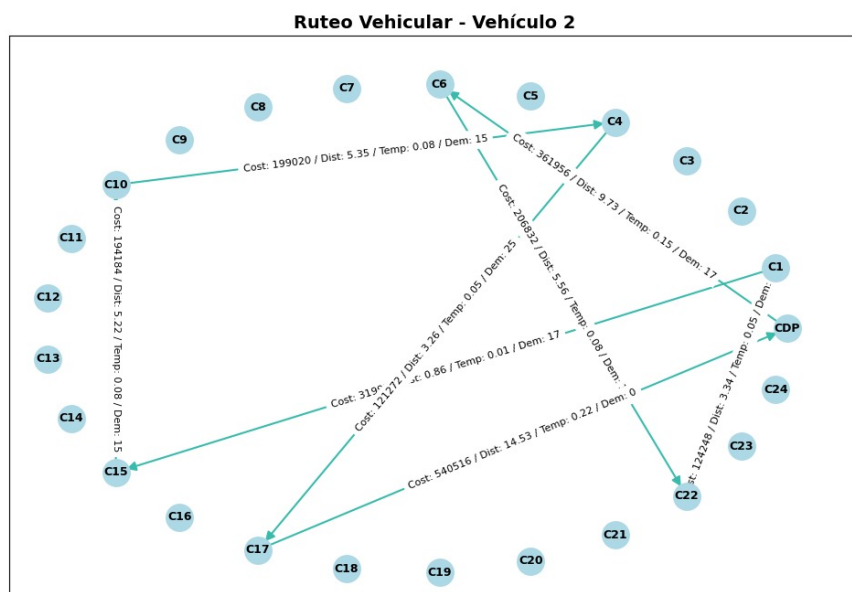 Ruteo Vehicular - Vehículo 2
C6
C7
C5
C8
C4
C9
C3
C10
C2
C11
C1
C12
CDP
C13
C24
C14
C23
C15
C22
C16
C21
C17
C20
C18
C19
Cost: 199020 / Dist: 5.35 / Temp: 0.08 / Dem: 15
Cost: 361956 / Dist: 9.73 / Temp: 0.15 / Dem: 17
Cost: 206832 / Dist: 5.56 / Temp: 0.08 / Dem:
Cost: 194184 / Dist: 5.22 / Temp: 0.08 / Dem: 15
Cost: 121272 / Dist: 3.26 / Temp: 0.05 / Dem: 25
Cost: 0.86 / Temp: 0.01 / Dem: 17
124248 / Dist: 3.34 / Temp: 0.05 / Dem:
Cost: 540516 / Dist: 14.53 / Temp: 0.22 / Dem: 0